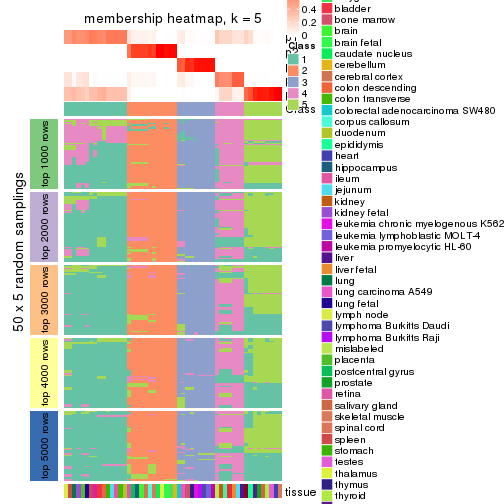 membership heatmap, k = 5
50 x 5 random samplings
top 1000 rows
top 2000 rows
top 3000 rows
top 4000 rows
top 5000 rows
0.4
0.2
0
Class
1
2
3
4
5
Class
tissue
bladder
bone marrow
brain
brain fetal
caudate nucleus
cerebellum
cerebral cortex
colon descending
colon transverse
colorectal adenocarcinoma SW480
corpus callosum
duodenum
epididymis
heart
hippocampus
ileum
jejunum
kidney
kidney fetal
leukemia chronic myelogenous K562
leukemia lymphoblastic MOLT-4
leukemia promyelocytic HL-60
liver
liver fetal
lung
lung carcinoma A549
lung fetal
lymph node
lymphoma Burkitts Daudi
lymphoma Burkitts Raji
mislabeled
placenta
postcentral gyrus
prostate
retina
salivary gland
skeletal muscle
spinal cord
spleen
stomach
testes
thalamus
thymus
thyroid